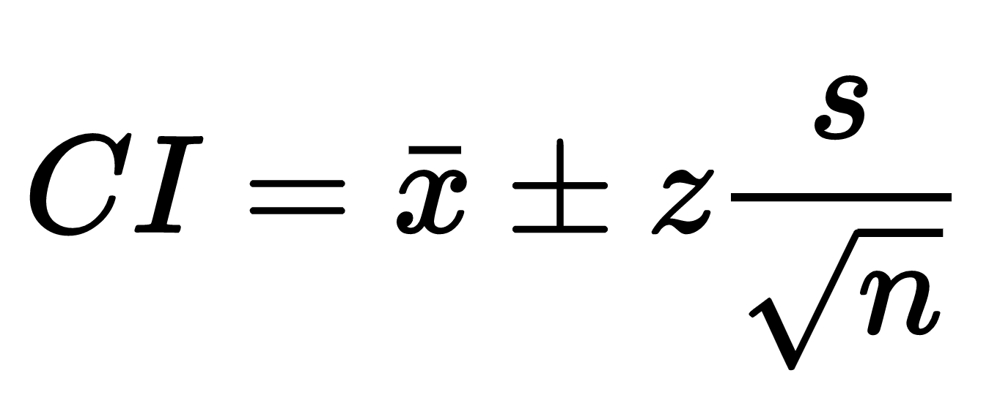 CI = x̄ ± z s/√n